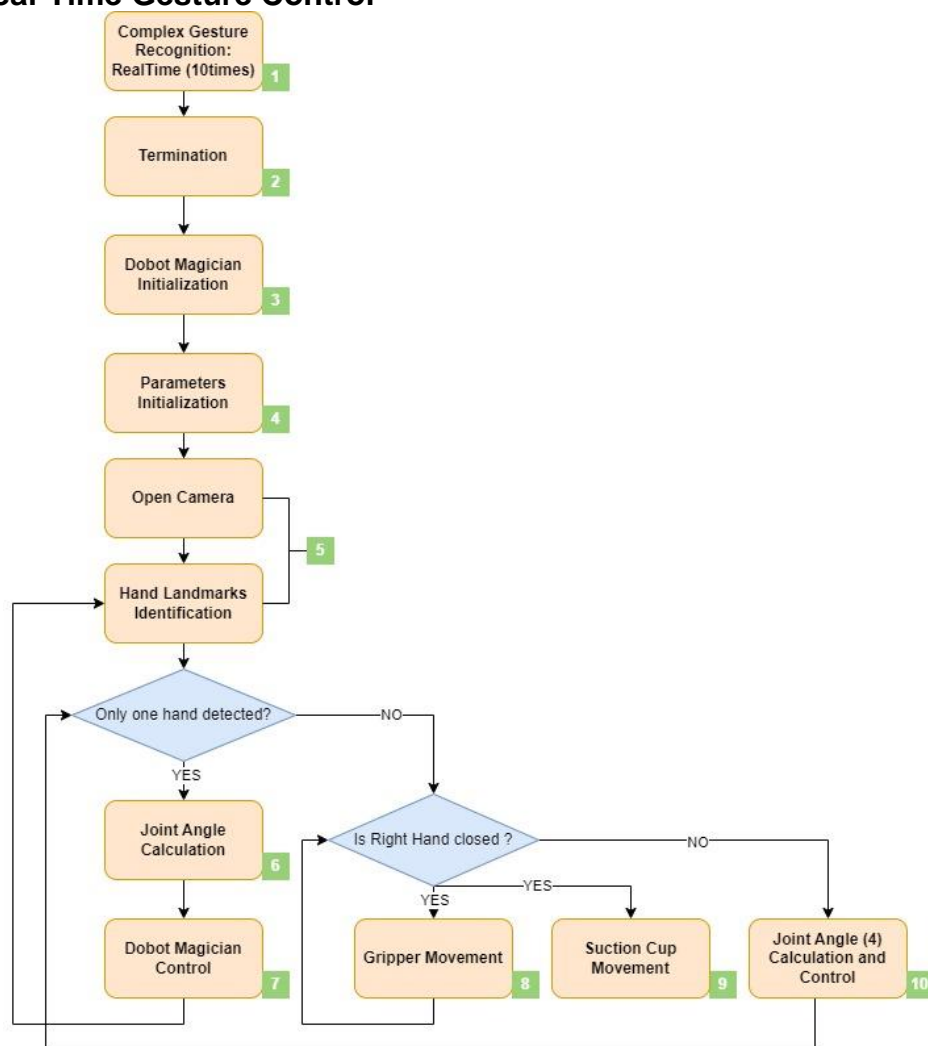 Complex Gesture
Recognition:
RealTime (10times)
1
Termination
2
Dobot Magician
Initialization
3
Parameters
Initialization
4
Open Camera
5
Hand Landmarks
Identification
Only one hand detected?
NO
YES
Is Right Hand closed ?
NO
Joint Angle
Calculation
6
YES
YES
Dobot Magician
Control
7
Gripper Movement
8
Suction Cup
Movement
9
Joint Angle (4)
Calculation and
Control
10